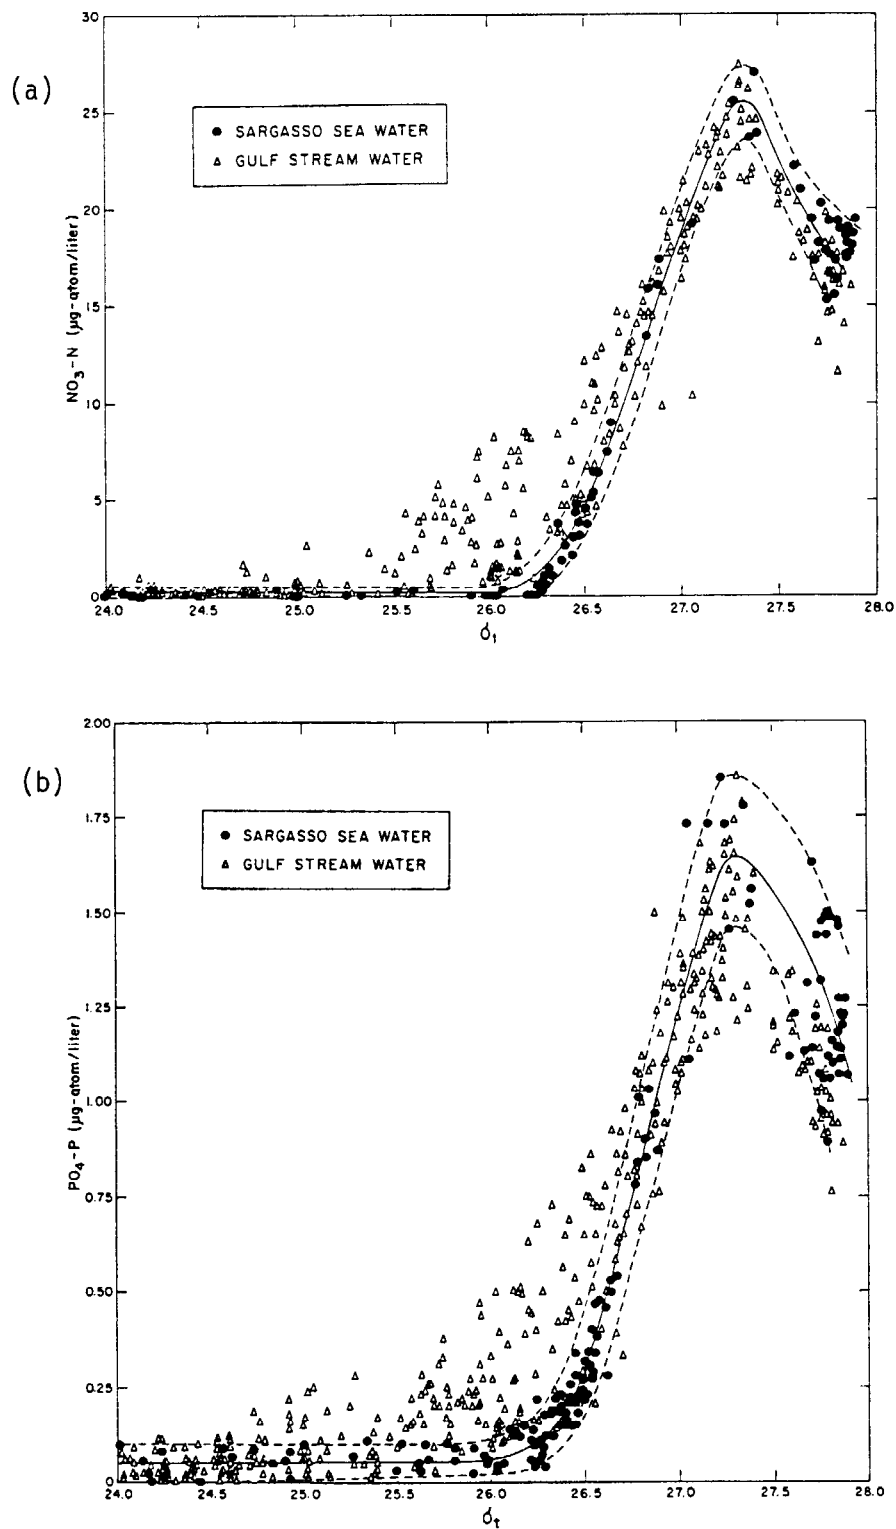 (a)
30
25
20
15
10
5
0
NO3-N (µg-atom/liter)
SARGASSO SEA WATER
GULF STREAM WATER
24.0 24.5 25.0 25.5 26.0 26.5 27.0 27.5 28.0
σt
(b)
2.00
1.75
1.50
1.25
1.00
0.75
0.50
0.25
0
PO4-P (µg-atom/liter)
SARGASSO SEA WATER
GULF STREAM WATER
24.0 24.5 25.0 25.5 26.0 26.5 27.0 27.5 28.0
σt